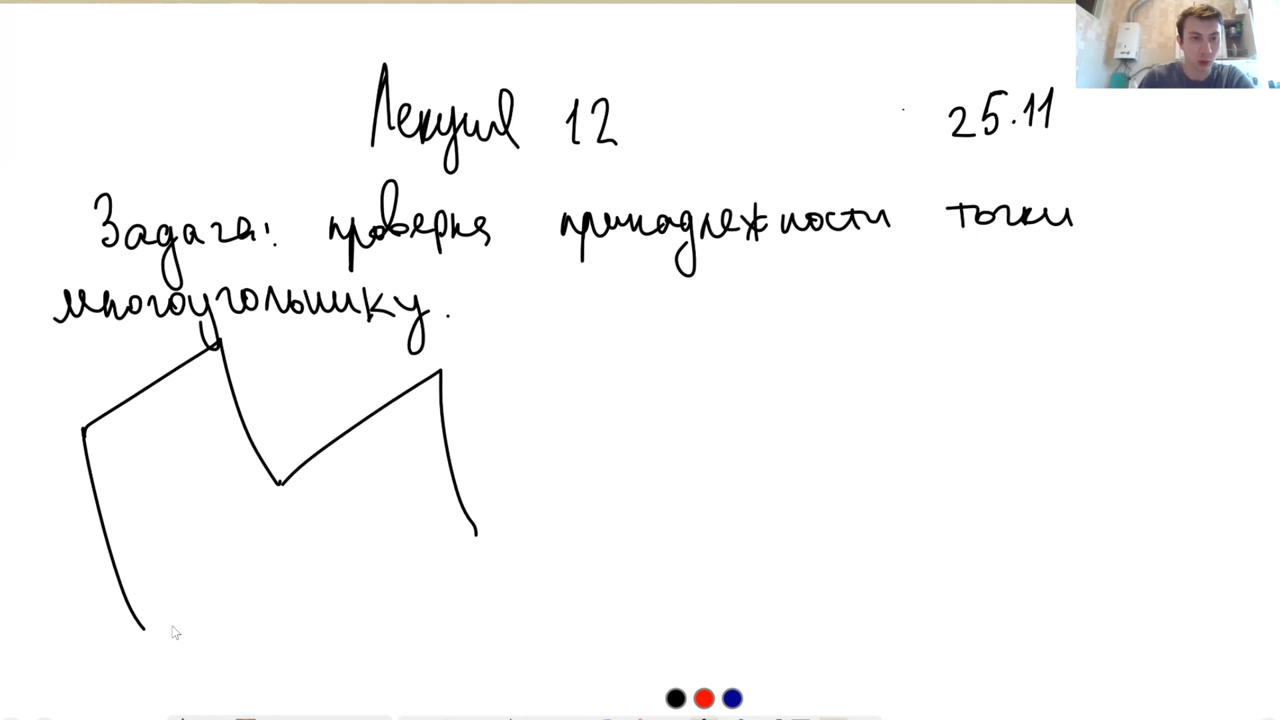 Лекция 12 25.11
Задача: проверка принадлежности точки
многоугольнику.